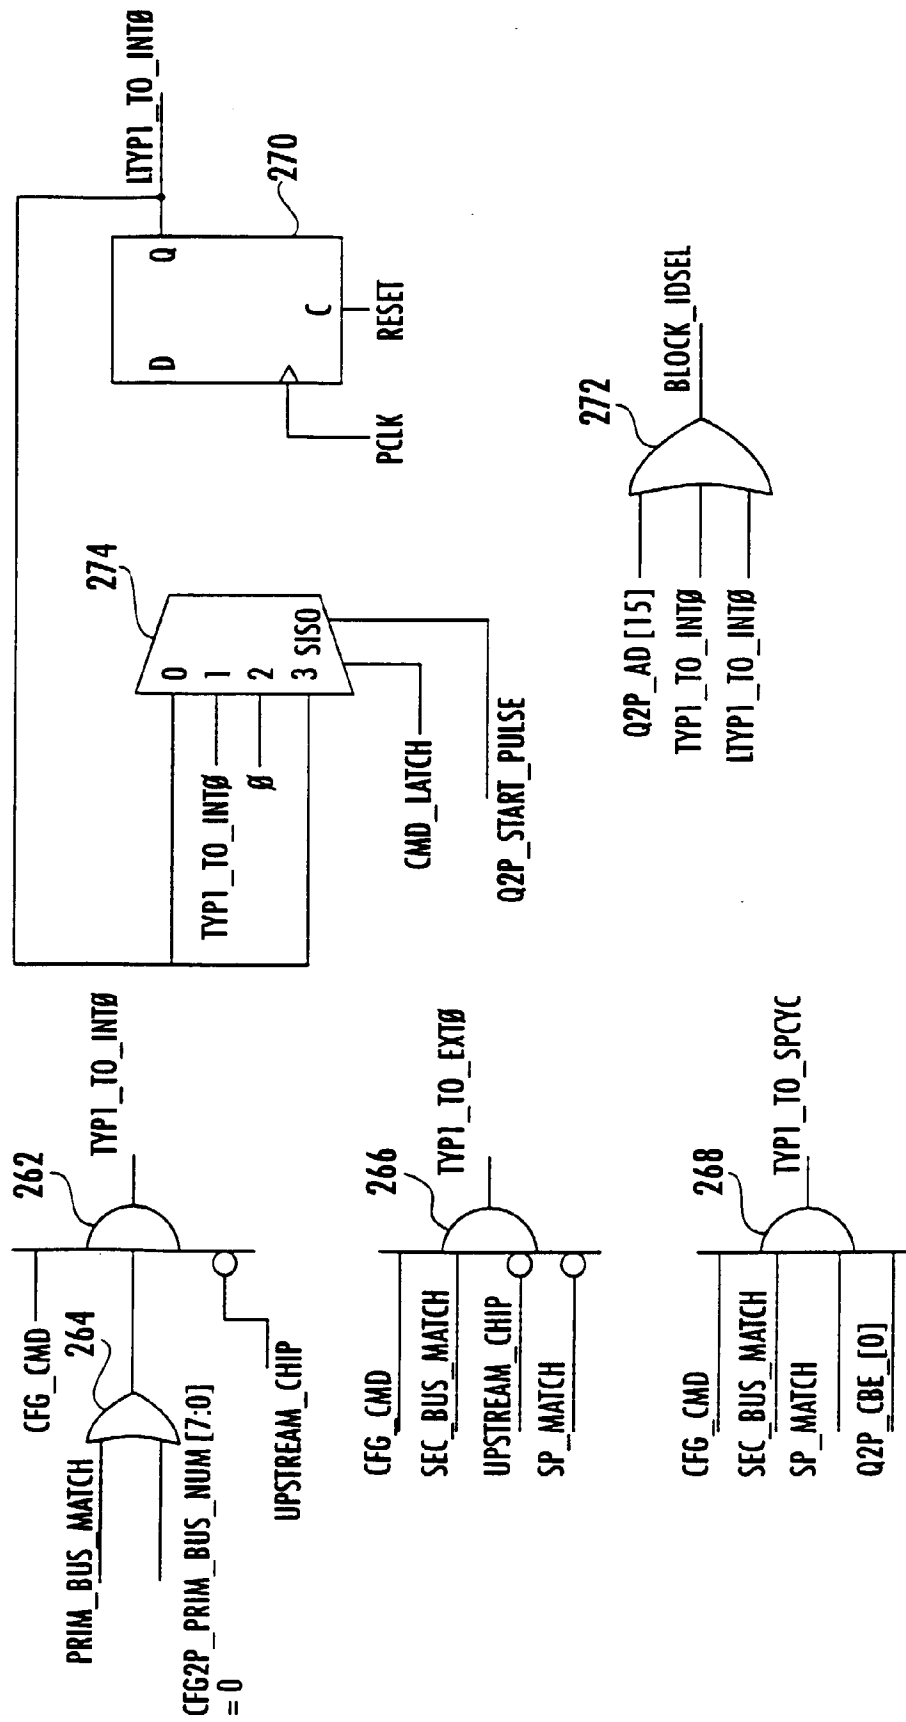 CFG_CMD
262
TYP1_TO_INTØ
264
PRIM_BUS_MATCH
CFG2P_PRIM_BUS_NUM [7:0]
= 0
UPSTREAM_CHIP
CFG_CMD
SEC_BUS_MATCH
UPSTREAM_CHIP
SP_MATCH
266
TYP1_TO_EXTØ
CFG_CMD
SEC_BUS_MATCH
SP_MATCH
Q2P_CBE_[0]
268
TYP1_TO_SPCYC
274
0
1
2
3
S1S0
TYP1_TO_INTØ
Ø
CMD_LATCH
Q2P_START_PULSE
D
Q
C
LTYP1_TO_INTØ
270
RESET
PCLK
272
Q2P_AD [15]
TYP1_TO_INTØ
LTYP1_TO_INTØ
BLOCK_IDSEL